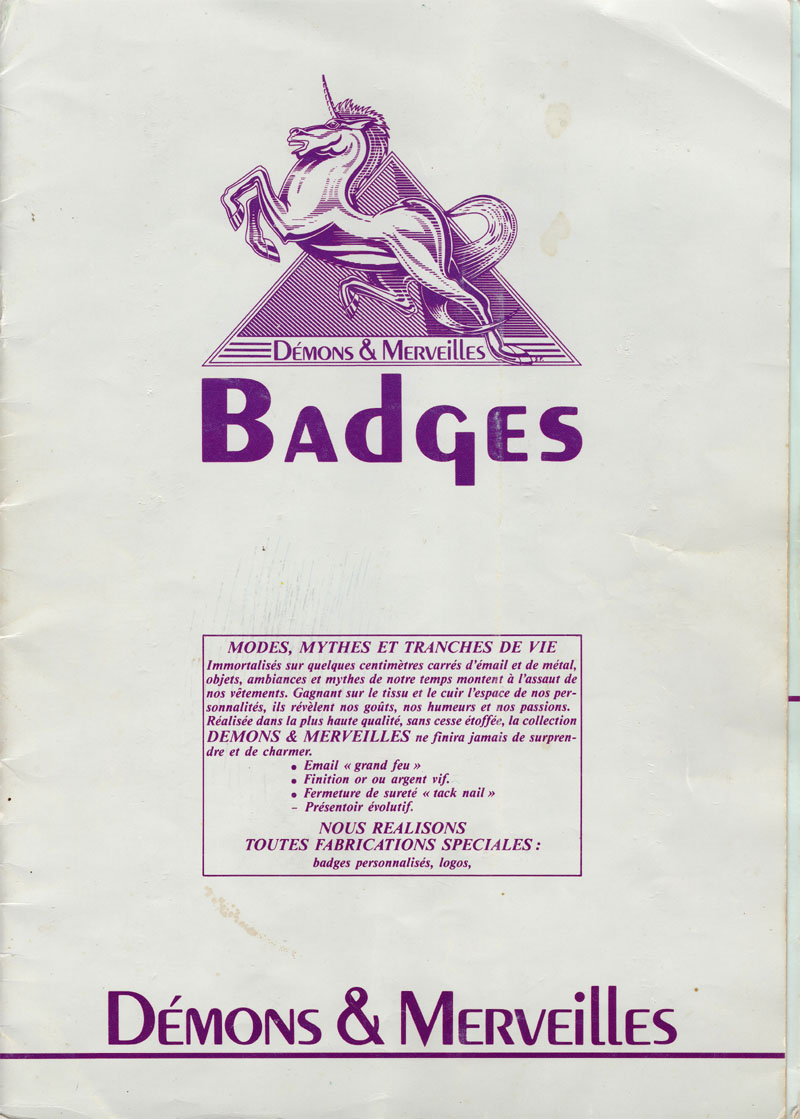 DÉMONS & MERVEILLES
BADGES
MODES, MYTHES ET TRANCHES DE VIE
Immortalisés sur quelques centimètres carrés d'émail et de métal,
objets, ambiances et mythes de notre temps montent à l'assaut de
nos vêtements. Gagnant sur le tissu et le cuir l'espace de nos per-
sonnalités, ils révèlent nos goûts, nos humeurs et nos passions.
Réalisée dans la plus haute qualité, sans cesse étoffée, la collection
DEMONS & MERVEILLES ne finira jamais de surpren-
dre et de charmer.
• Email « grand feu »
• Finition or ou argent vif.
• Fermeture de sureté « tack nail »
– Présentoir évolutif.
NOUS REALISONS
TOUTES FABRICATIONS SPECIALES :
badges personnalisés, logos,
DÉMONS & MERVEILLES